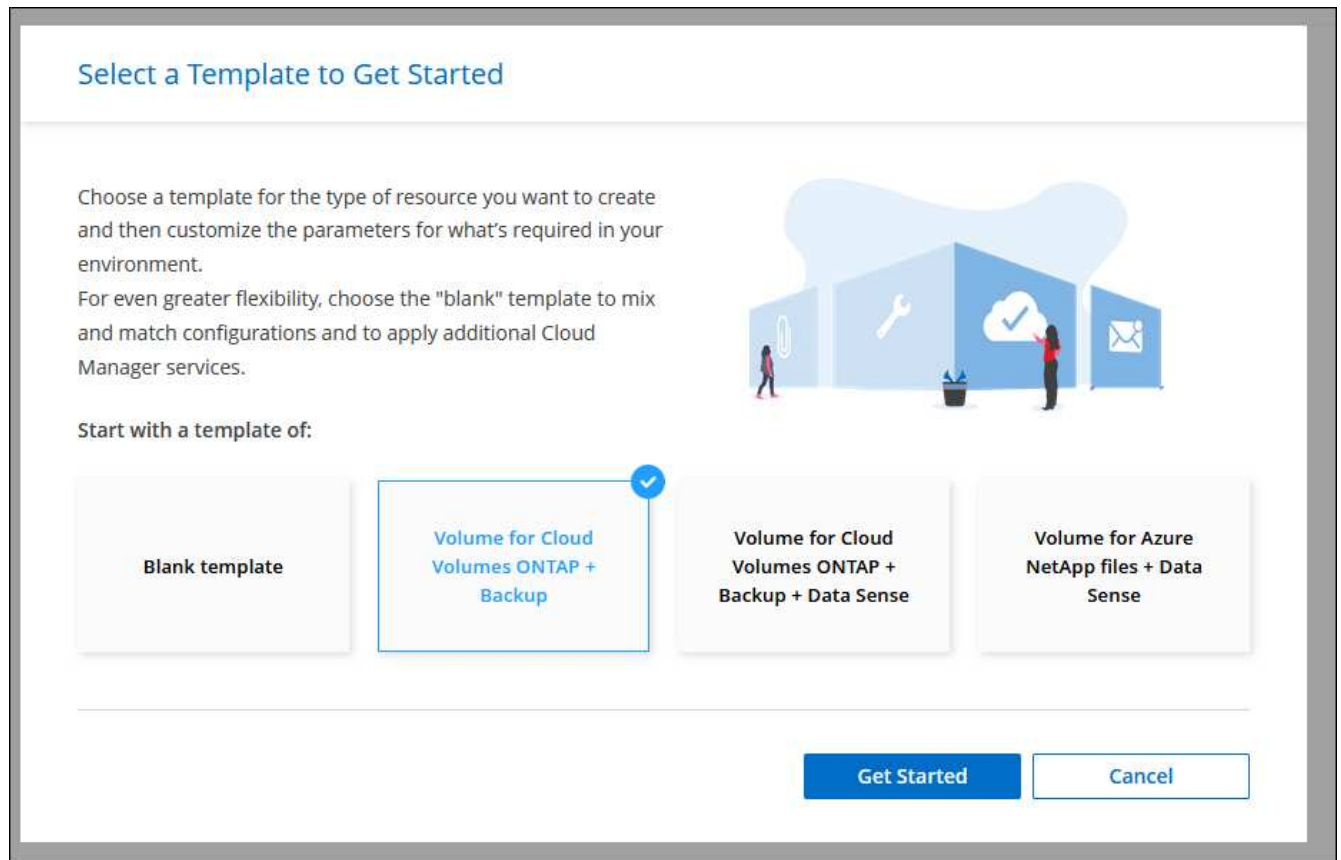 Select a Template to Get Started
Choose a template for the type of resource you want to create
and then customize the parameters for what's required in your
environment.
For even greater flexibility, choose the "blank" template to mix
and match configurations and to apply additional Cloud
Manager services.
Start with a template of:
Blank template
Volume for Cloud
Volumes ONTAP +
Backup
Volume for Cloud
Volumes ONTAP +
Backup + Data Sense
Volume for Azure
NetApp files + Data
Sense
Get Started
Cancel